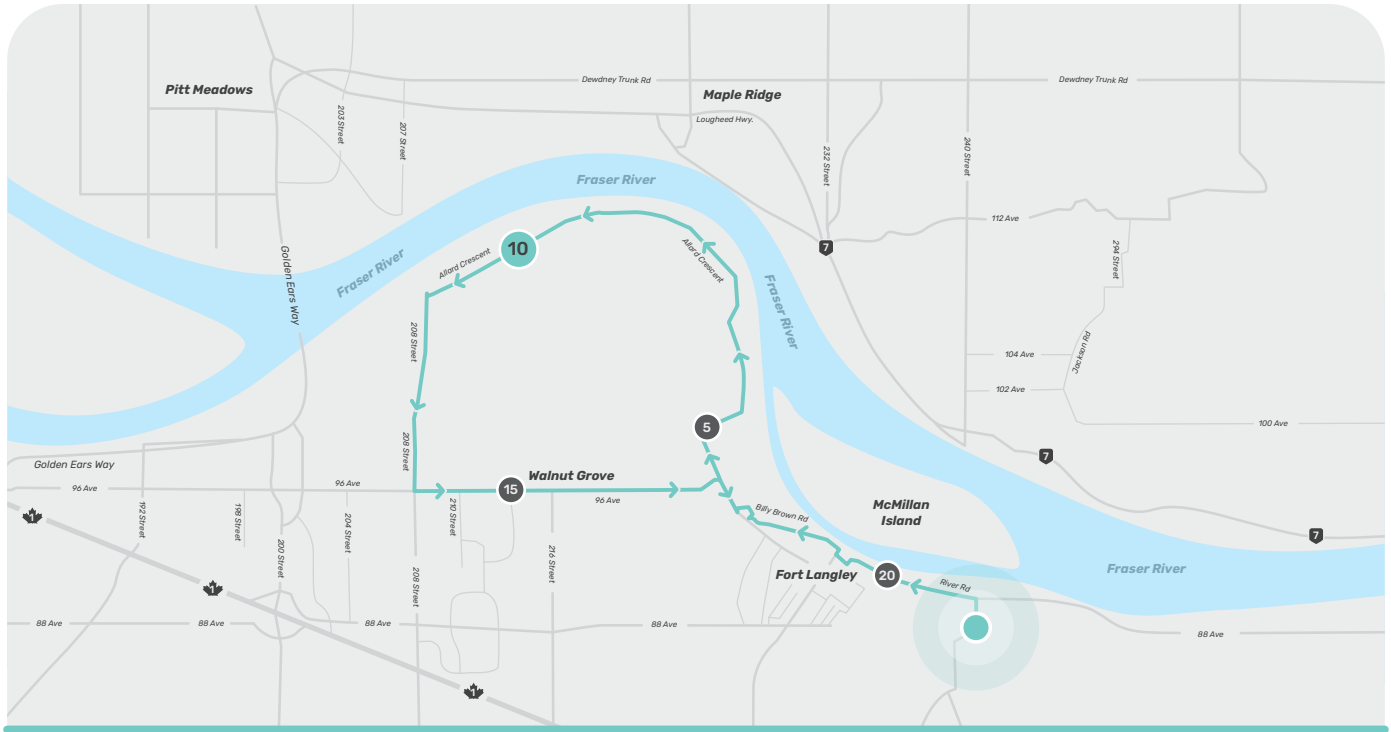 Dewdney Trunk Rd
Dewdney Trunk Rd
Pitt Meadows
Maple Ridge
203 Street
207 Street
Lougheed Hwy.
232 Street
240 Street
Fraser River
112 Ave
10
Allard Crescent
Allard Crescent
7
294 Street
Golden Ears Way
Fraser River
Fraser River
208 Street
104 Ave
Jackson Rd
102 Ave
5
100 Ave
208 Street
Golden Ears Way
7
Walnut Grove
96 Ave
96 Ave
15
96 Ave
McMillan
Island
1
192 Street
198 Street
204 Street
210 Street
Billy Brown Rd
7
200 Street
216 Street
Fort Langley
20
Fraser River
1
208 Street
River Rd
88 Ave
88 Ave
88 Ave
88 Ave
88 Ave
1